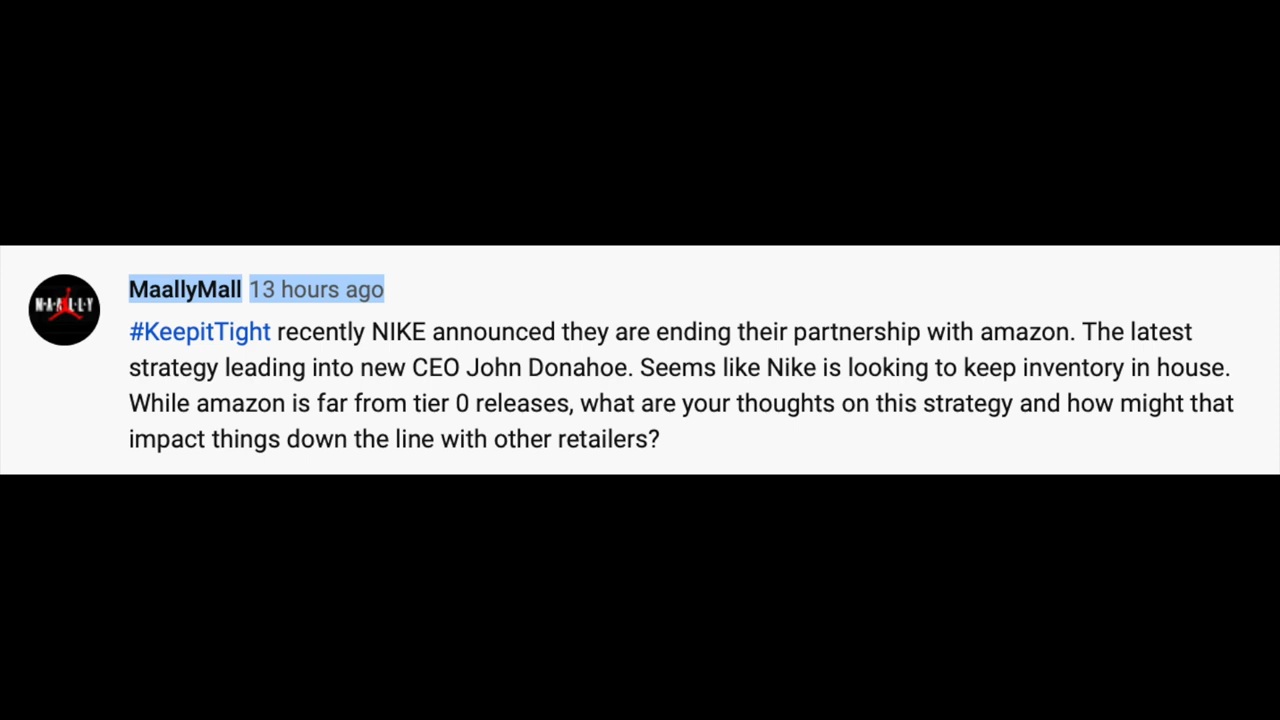 MaallyMall 13 hours ago
MAALLY
#KeepitTight recently NIKE announced they are ending their partnership with amazon. The latest
strategy leading into new CEO John Donahoe. Seems like Nike is looking to keep inventory in house.
While amazon is far from tier 0 releases, what are your thoughts on this strategy and how might that
impact things down the line with other retailers?